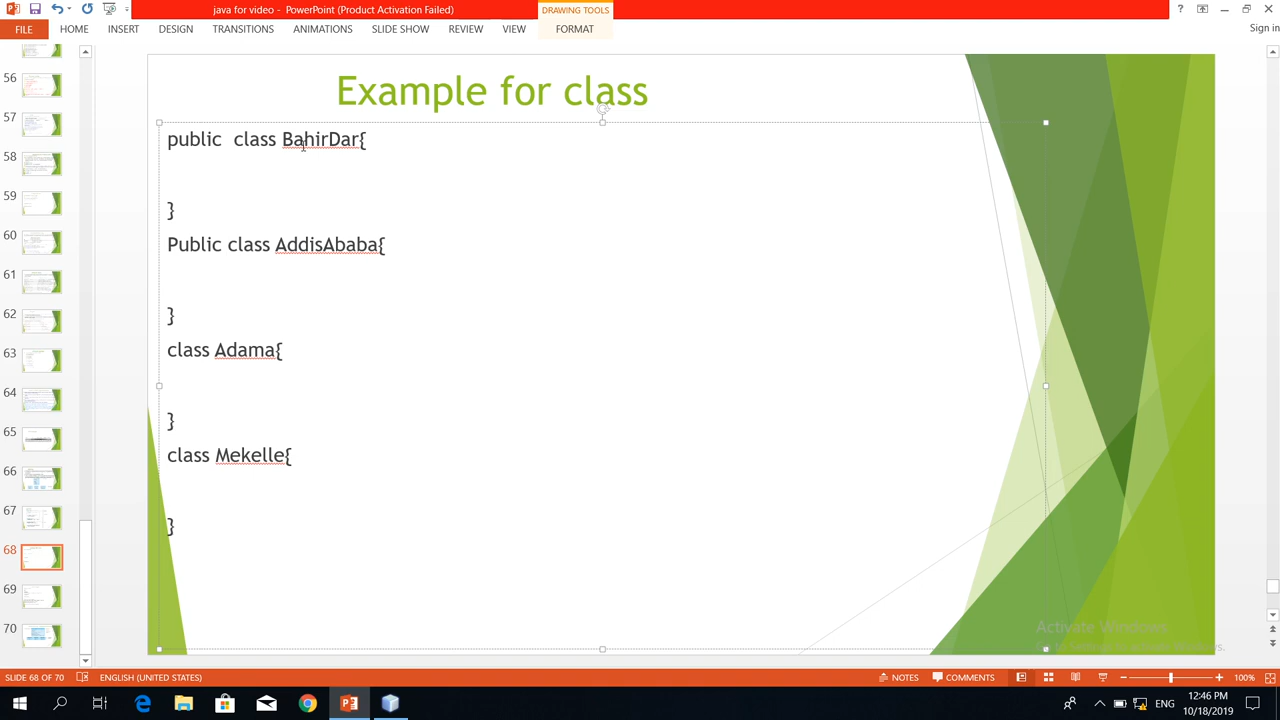 java for video - PowerPoint (Product Activation Failed)
DRAWING TOOLS
FILE HOME INSERT DESIGN TRANSITIONS ANIMATIONS SLIDE SHOW REVIEW VIEW FORMAT
Sign in
Example for class
public class BahirDar{
}
Public class AddisAbaba{
}
class Adama{
}
class Mekelle{
}
56
57
58
59
60
61
62
63
64
65
66
67
68
69
70
Activate Windows
SLIDE 68 OF 70 ENGLISH (UNITED STATES) NOTES COMMENTS 100%
ENG
12:46 PM
10/18/2019